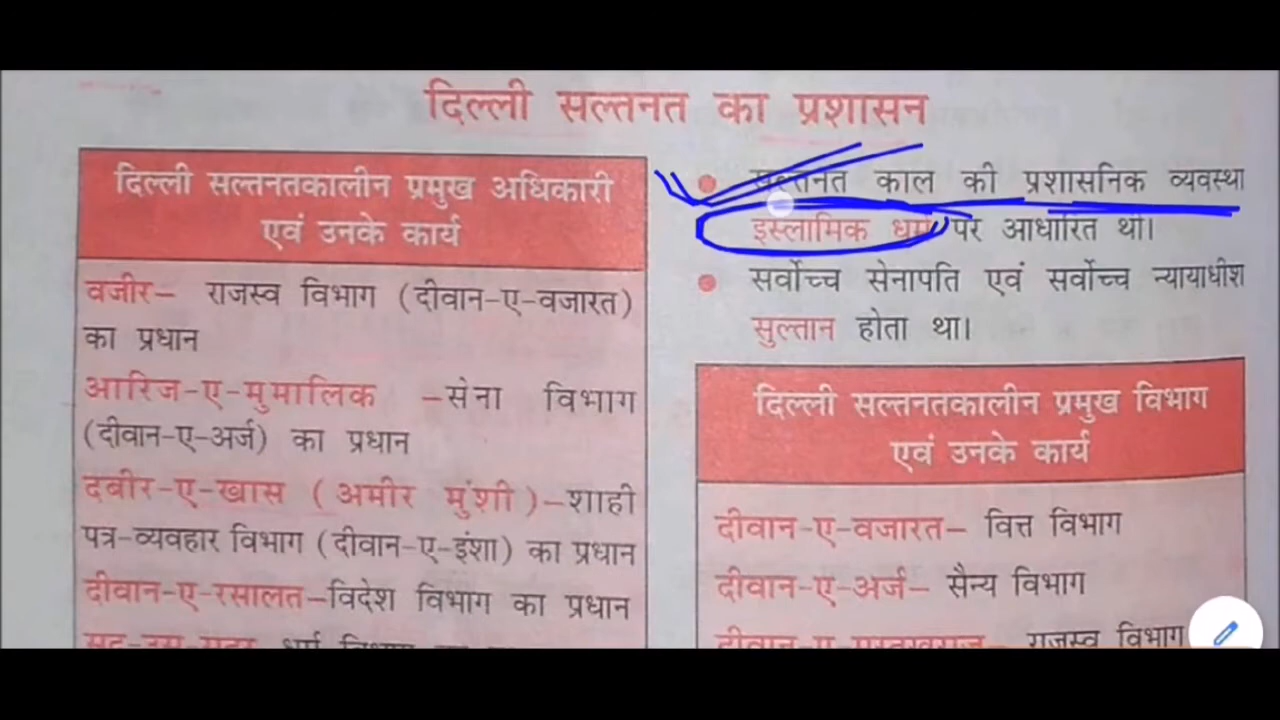 दिल्ली सल्तनत का प्रशासन
दिल्ली सल्तनतकालीन प्रमुख अधिकारी
एवं उनके कार्य
वजीर– राजस्व विभाग (दीवान-ए-वजारत)
का प्रधान
आरिज-ए-मुमालिक –सेना विभाग
(दीवान-ए-अर्ज) का प्रधान
दबीर-ए-खास (अमीर मुंशी)–शाही
पत्र-व्यवहार विभाग (दीवान-ए-इंशा) का प्रधान
दीवान-ए-रसालत–विदेश विभाग का प्रधान
सल्तनत काल की प्रशासनिक व्यवस्था
इस्लामिक धर्म पर आधारित थी।
सर्वोच्च सेनापति एवं सर्वोच्च न्यायाधीश
सुल्तान होता था।
दिल्ली सल्तनतकालीन प्रमुख विभाग
एवं उनके कार्य
दीवान-ए-वजारत– वित्त विभाग
दीवान-ए-अर्ज– सैन्य विभाग
राजस्व विभाग